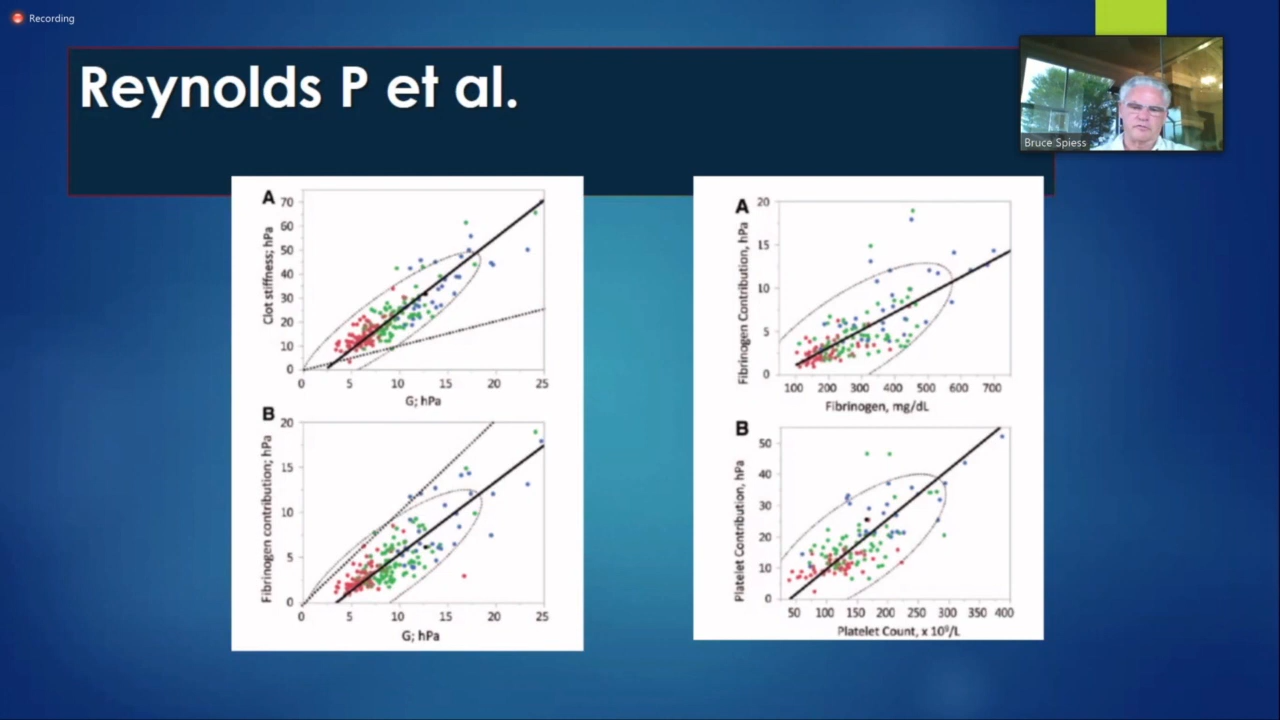 Recording
Reynolds P et al.
Bruce Spiess
A
70
60
50
40
30
20
10
0
Clot stiffness; hPa
0 5 10 15 20 25
G; hPa
B
20
15
10
5
0
Fibrinogen contribution; hPa
0 5 10 15 20 25
G; hPa
A
20
15
10
5
0
Fibrinogen Contribution, hPa
100 200 300 400 500 600 700
Fibrinogen, mg/dL
B
50
40
30
20
10
0
Platelet Contribution, hPa
50 100 150 200 250 300 350 400
Platelet Count, x 10⁹/L